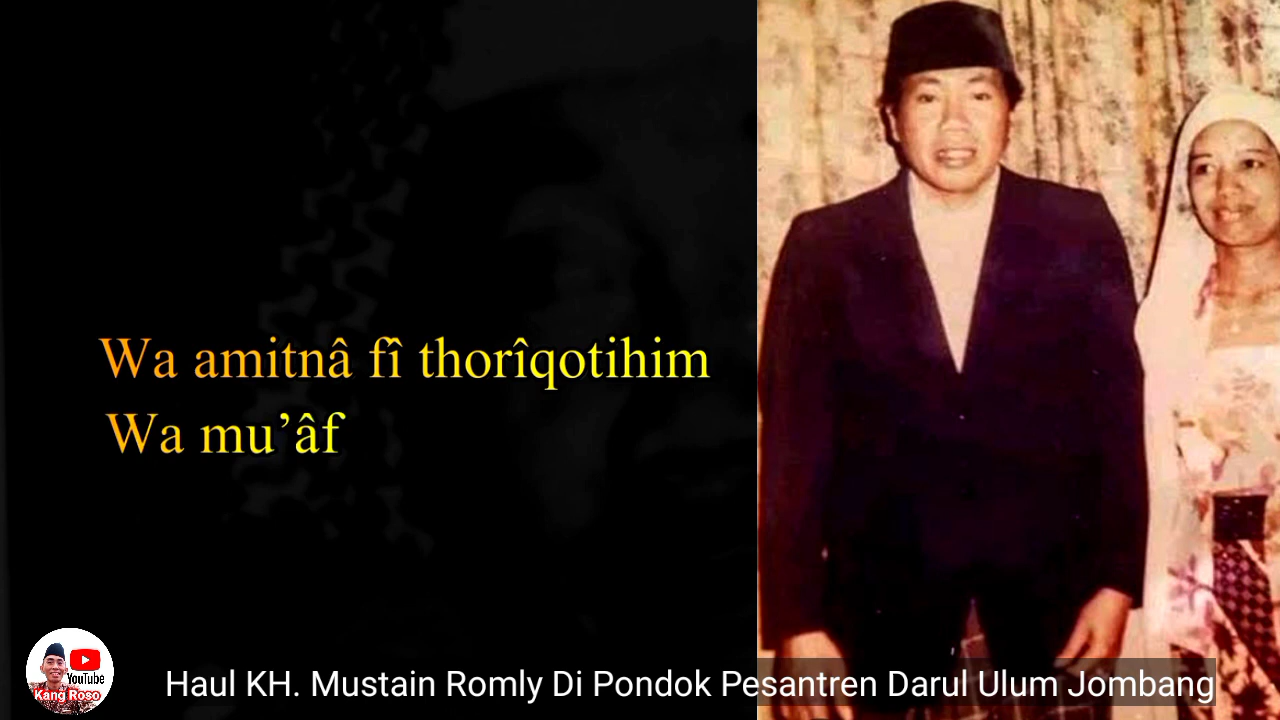 Wa amitnâ fî thorîqotihim
Wa mu’âf
YouTube
Kang Roso
Haul KH. Mustain Romly Di Pondok Pesantren Darul Ulum Jombang